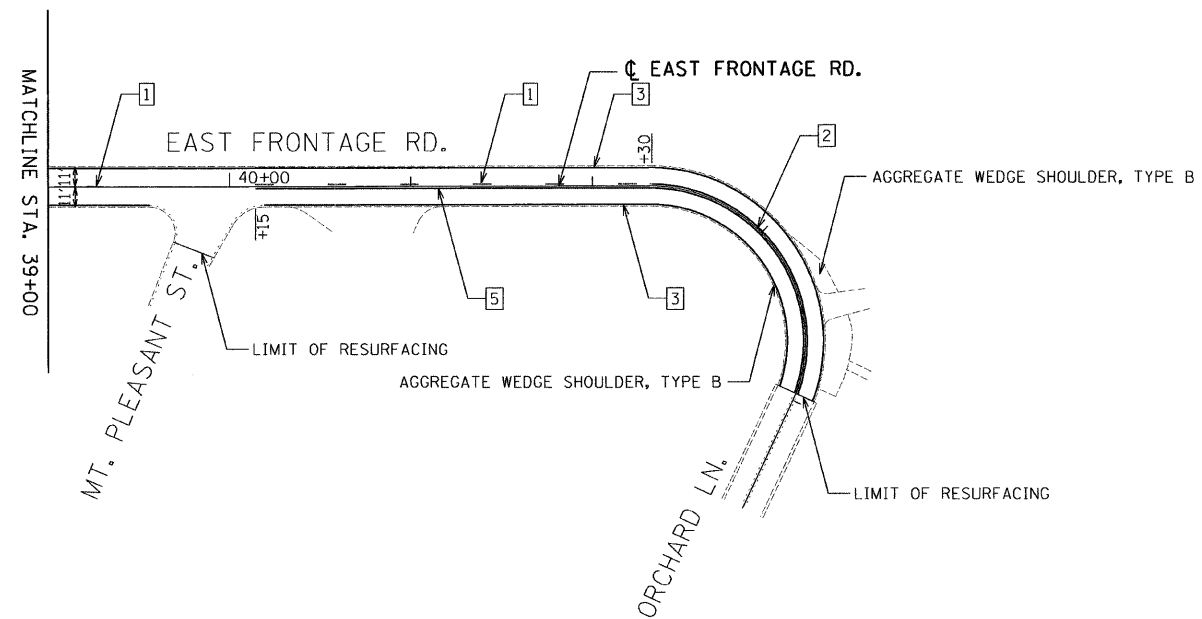 MATCHLINE STA. 39+00
℄ EAST FRONTAGE RD.
1
1
3
EAST FRONTAGE RD.
+30
2
AGGREGATE WEDGE SHOULDER, TYPE B
11'
11'
40+00
+15
5
3
LIMIT OF RESURFACING
AGGREGATE WEDGE SHOULDER, TYPE B
MT. PLEASANT ST.
LIMIT OF RESURFACING
ORCHARD LN.